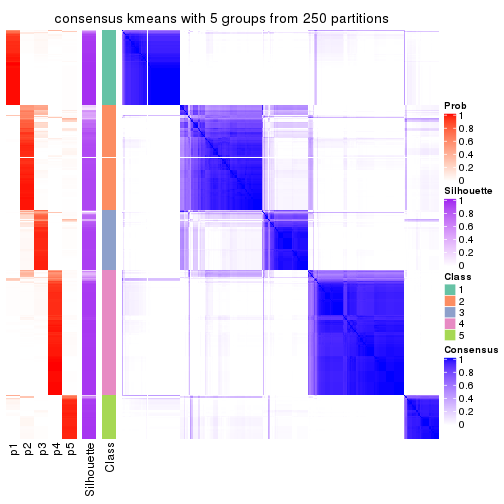 consensus kmeans with 5 groups from 250 partitions
Prob
1
0.8
0.6
0.4
0.2
0
Silhouette
1
0.8
0.6
0.4
0.2
0
Class
1
2
3
4
5
Consensus
1
0.8
0.6
0.4
0.2
0
p1
p2
p3
p4
p5
Silhouette
Class